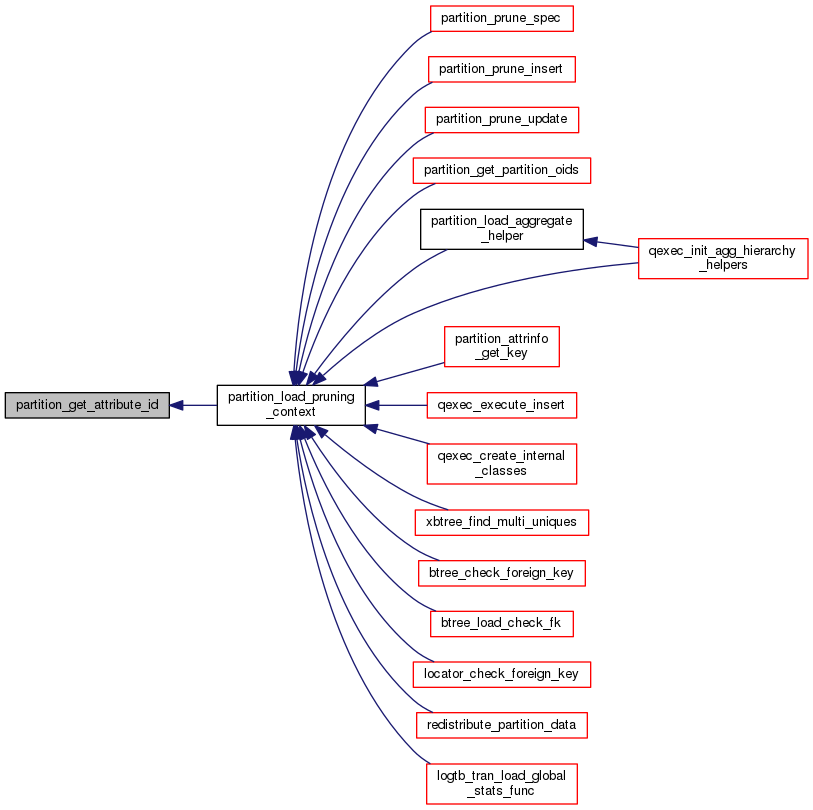 partition_prune_spec
partition_prune_insert
partition_prune_update
partition_get_partition_oids
partition_load_aggregate
_helper
qexec_init_agg_hierarchy
_helpers
partition_attrinfo
_get_key
partition_get_attribute_id
partition_load_pruning
_context
qexec_execute_insert
qexec_create_internal
_classes
xbtree_find_multi_uniques
btree_check_foreign_key
btree_load_check_fk
locator_check_foreign_key
redistribute_partition_data
logtb_tran_load_global
_stats_func